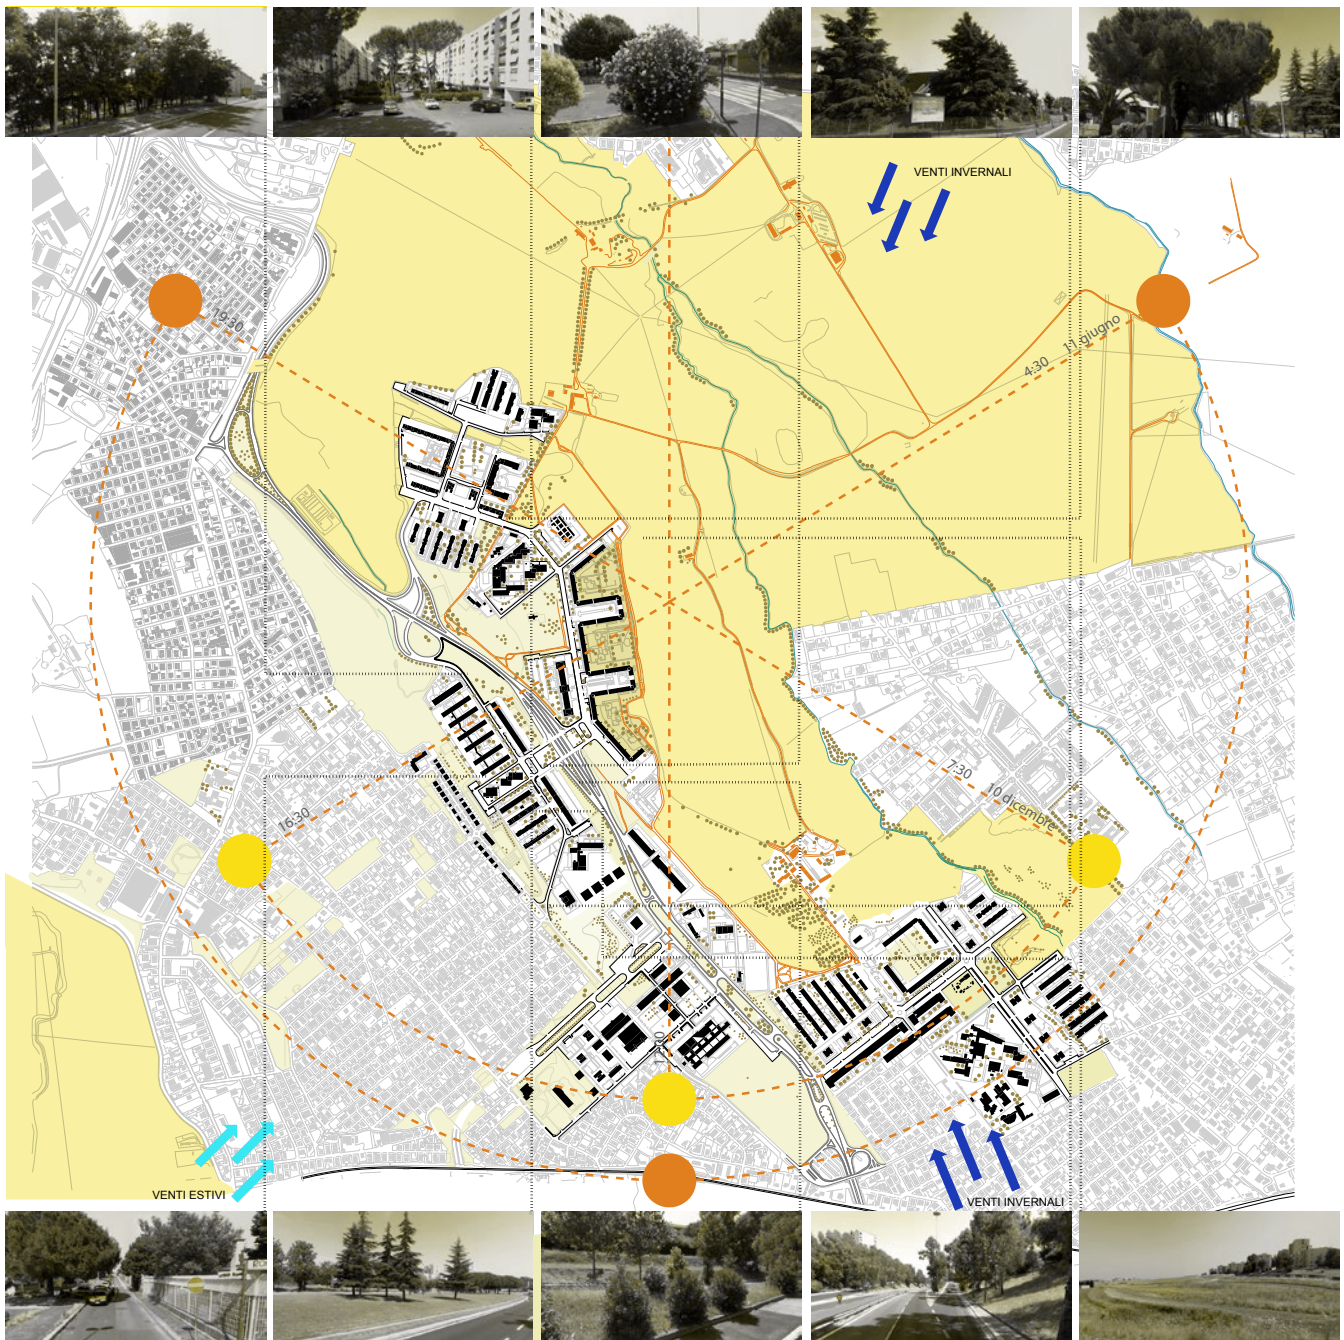 VENTI INVERNALI
19:30
4:30 11 giugno
7:30 10 dicembre
16:30
VENTI ESTIVI
VENTI INVERNALI